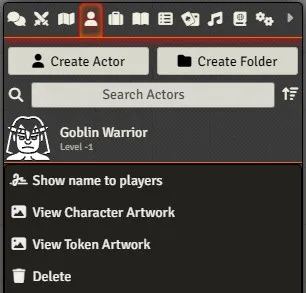 Create Actor
Create Folder
Search Actors
Goblin Warrior
Level -1
Show name to players
View Character Artwork
View Token Artwork
Delete